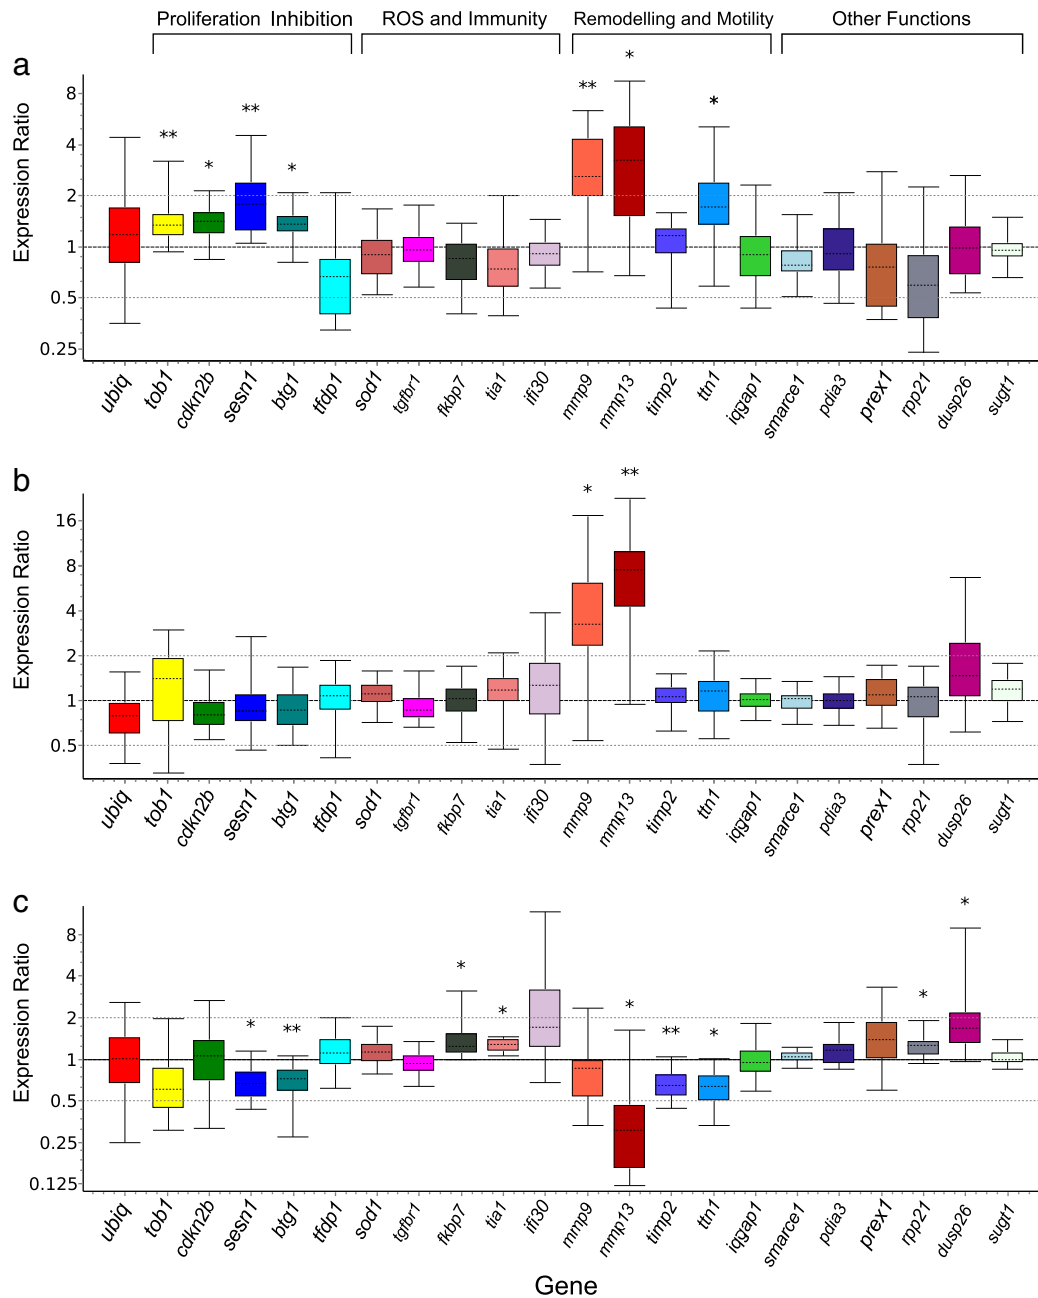 Proliferation Inhibition ROS and Immunity Remodelling and Motility Other Functions
a
Expression Ratio
8
4
2
1
0.5
0.25
** * ** * ** * *
ubiq tob1 cdkn2b sesn1 btg1 tfdp1 sod1 tgfbr1 fkbp7 tia1 ifi30 mmp9 mmp13 timp2 ttn1 iqgap1 smarce1 pdia3 prex1 rpp21 dusp26 sugt1
b
Expression Ratio
16
8
4
2
1
0.5
* **
ubiq tob1 cdkn2b sesn1 btg1 tfdp1 sod1 tgfbr1 fkbp7 tia1 ifi30 mmp9 mmp13 timp2 ttn1 iqgap1 smarce1 pdia3 prex1 rpp21 dusp26 sugt1
c
Expression Ratio
8
4
2
1
0.5
0.25
0.125
* ** * * * ** * * *
ubiq tob1 cdkn2b sesn1 btg1 tfdp1 sod1 tgfbr1 fkbp7 tia1 ifi30 mmp9 mmp13 timp2 ttn1 iqgap1 smarce1 pdia3 prex1 rpp21 dusp26 sugt1
Gene